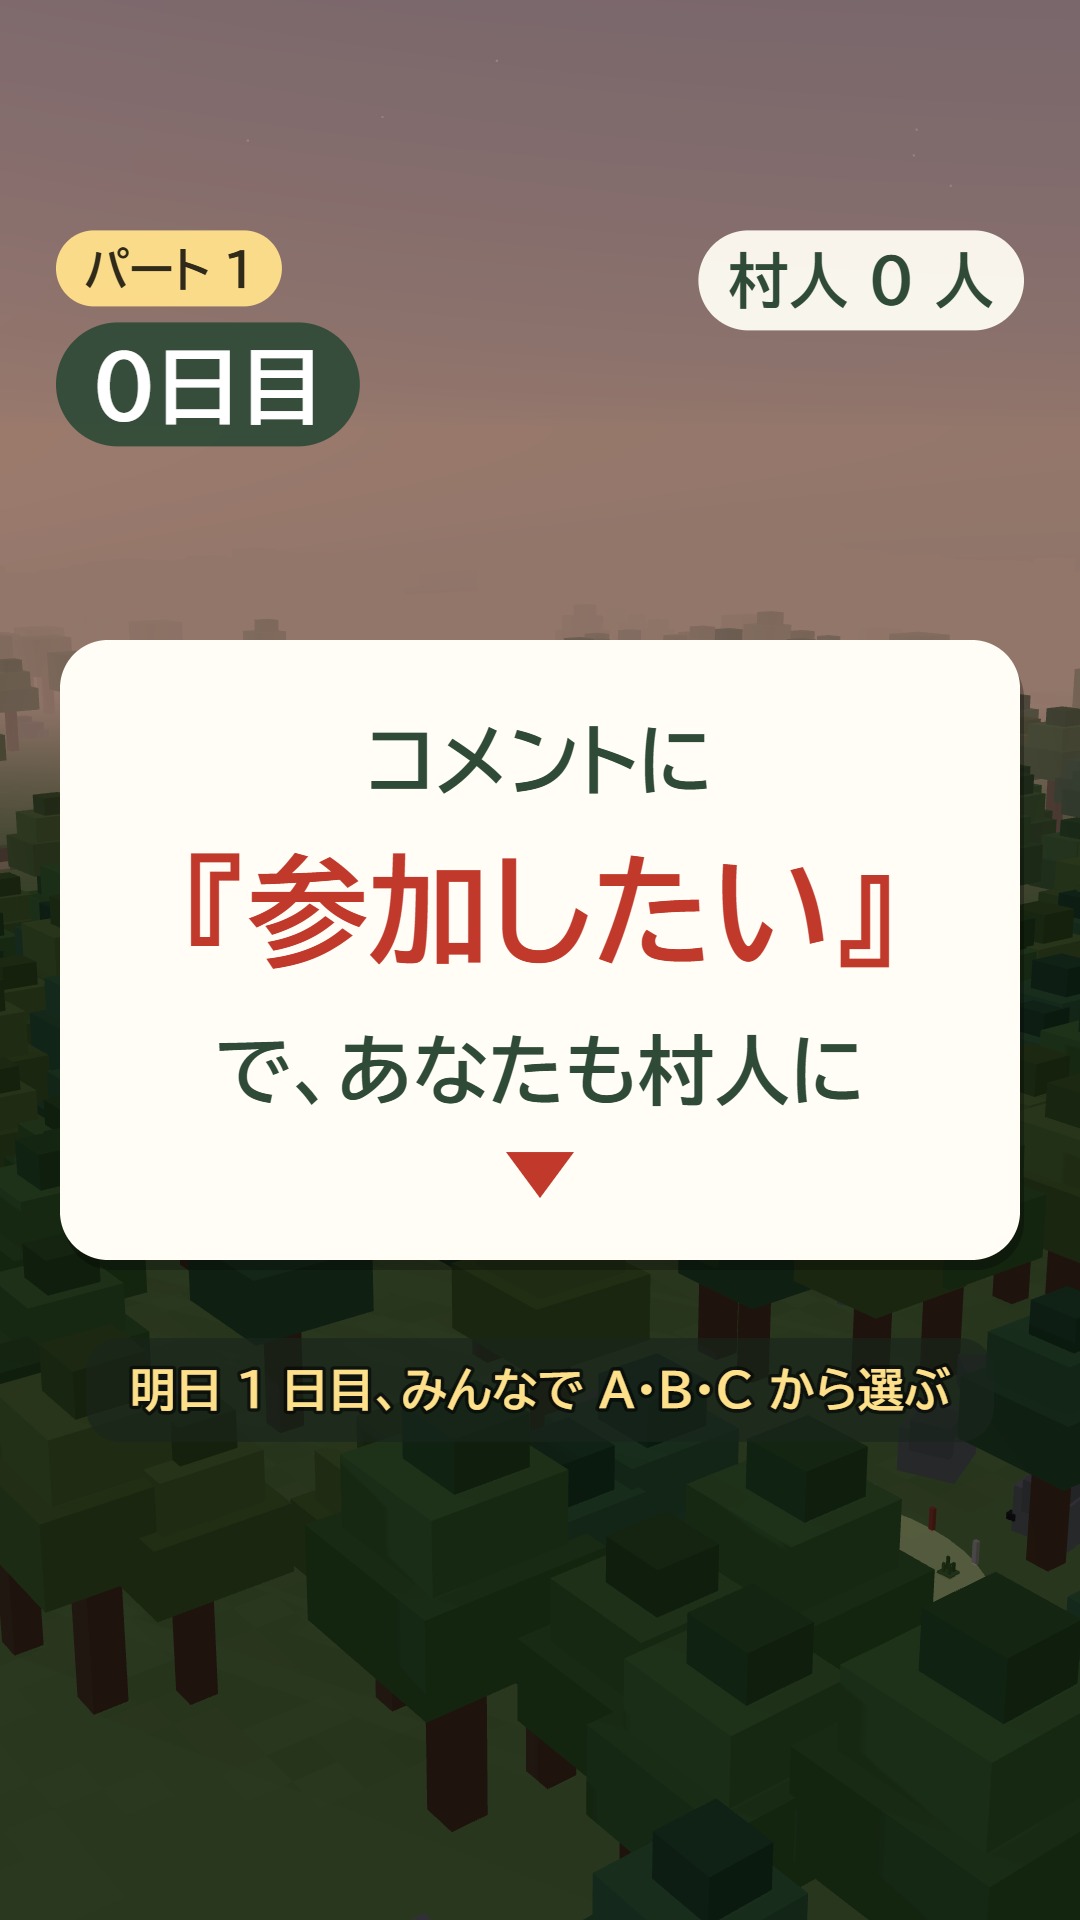 パート 1
村人 0 人
0日目
コメントに
『参加したい』
で、あなたも村人に
明日 1 日目、みんなで A・B・C から選ぶ